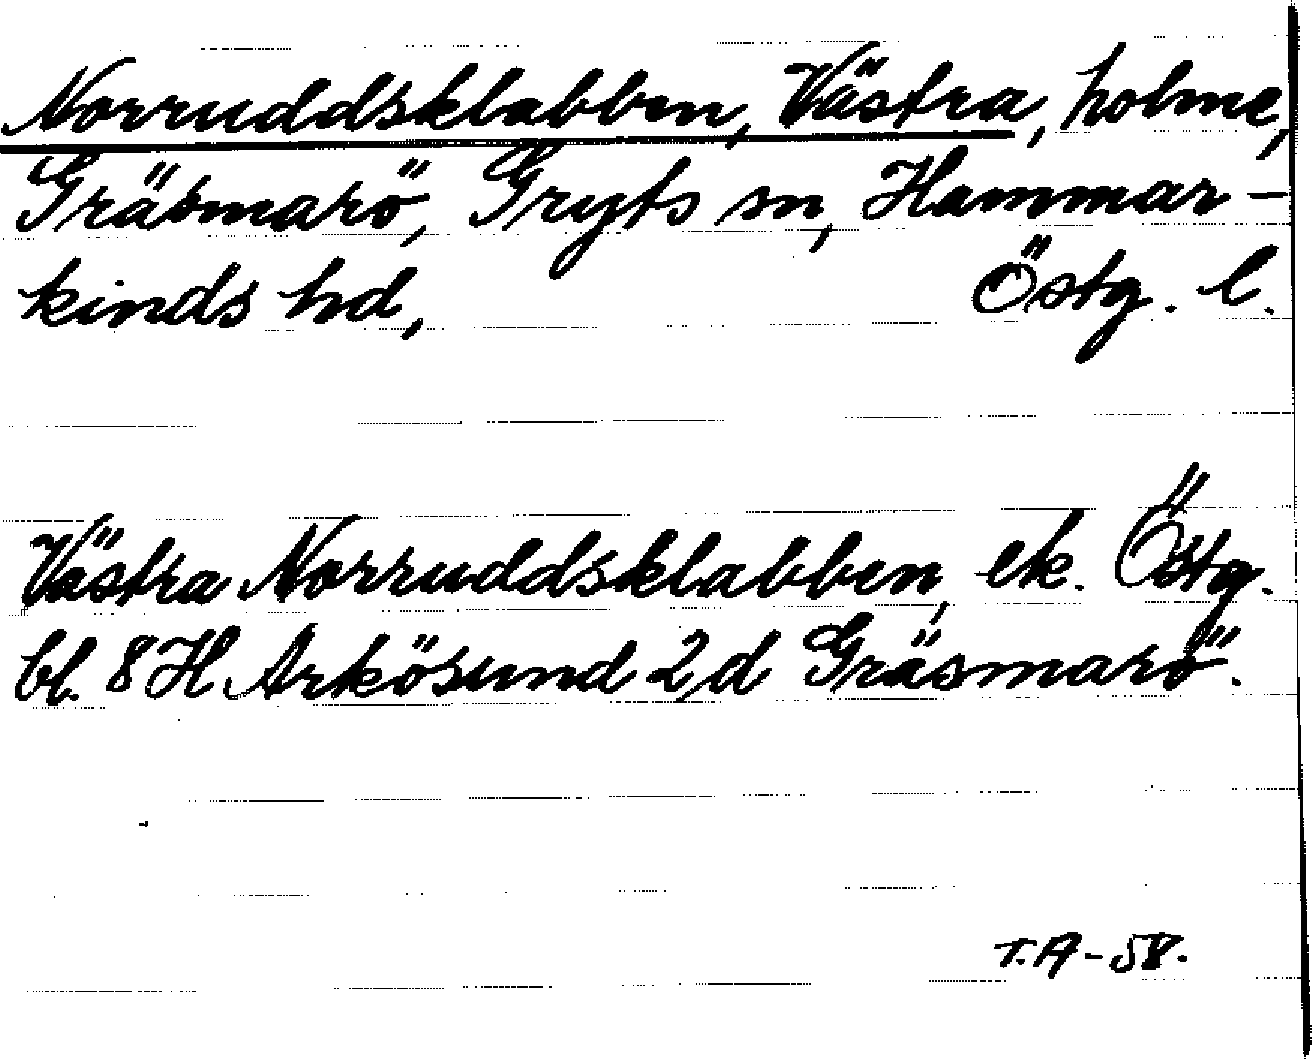 Norruddsklabben, Västra, holme,
Gräsmarö, Gryts sn, Hammar-
kinds hd, Östg. l.
Västra Norruddsklabben, ek. Östg.
bl. 8 H Arkösund 2d Gräsmarö.
T.A-58.